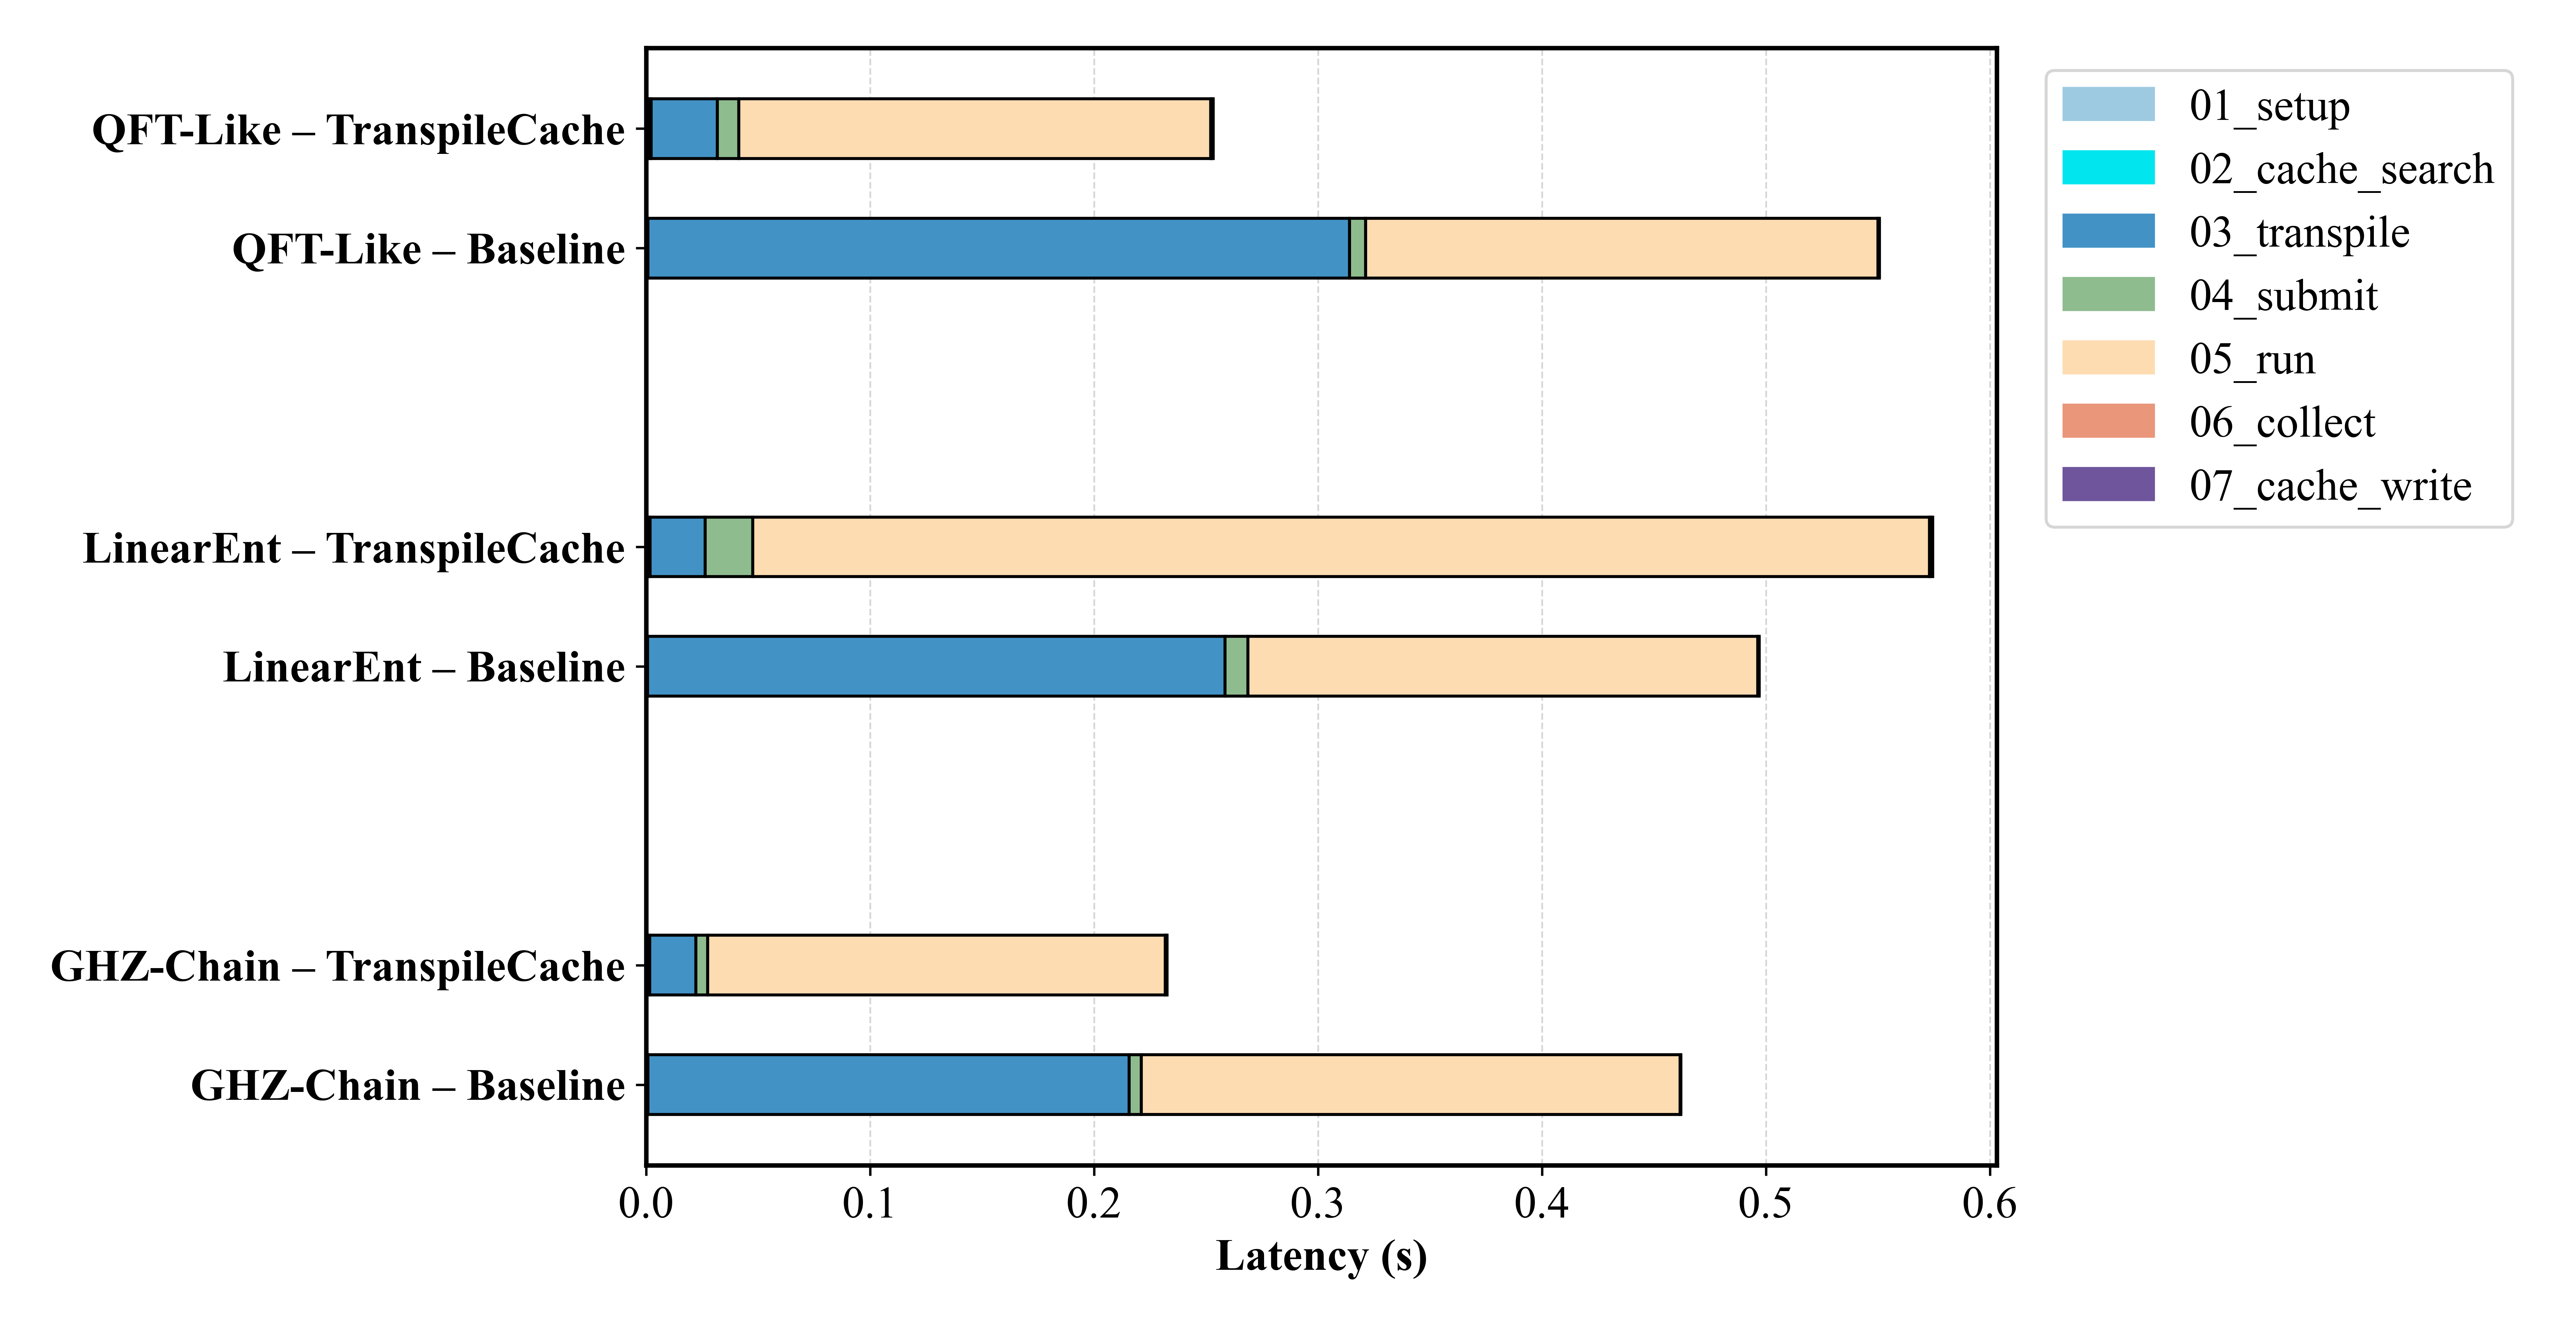 QFT-Like – TranspileCache
QFT-Like – Baseline
LinearEnt – TranspileCache
LinearEnt – Baseline
GHZ-Chain – TranspileCache
GHZ-Chain – Baseline
0.0 0.1 0.2 0.3 0.4 0.5 0.6
Latency (s)
01_setup
02_cache_search
03_transpile
04_submit
05_run
06_collect
07_cache_write